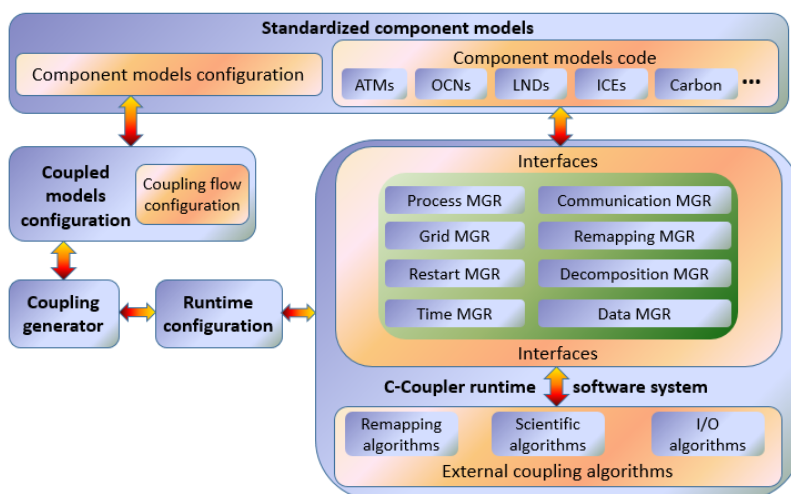 Standardized component models
Component models configuration
Component models code
ATMs
OCNs
LNDs
ICEs
Carbon
...
Coupled
models
configuration
Coupling flow
configuration
Coupling
generator
Runtime
configuration
Interfaces
Process MGR
Communication MGR
Grid MGR
Remapping MGR
Restart MGR
Decomposition MGR
Time MGR
Data MGR
Interfaces
C-Coupler runtime software system
Remapping
algorithms
Scientific
algorithms
I/O
algorithms
External coupling algorithms